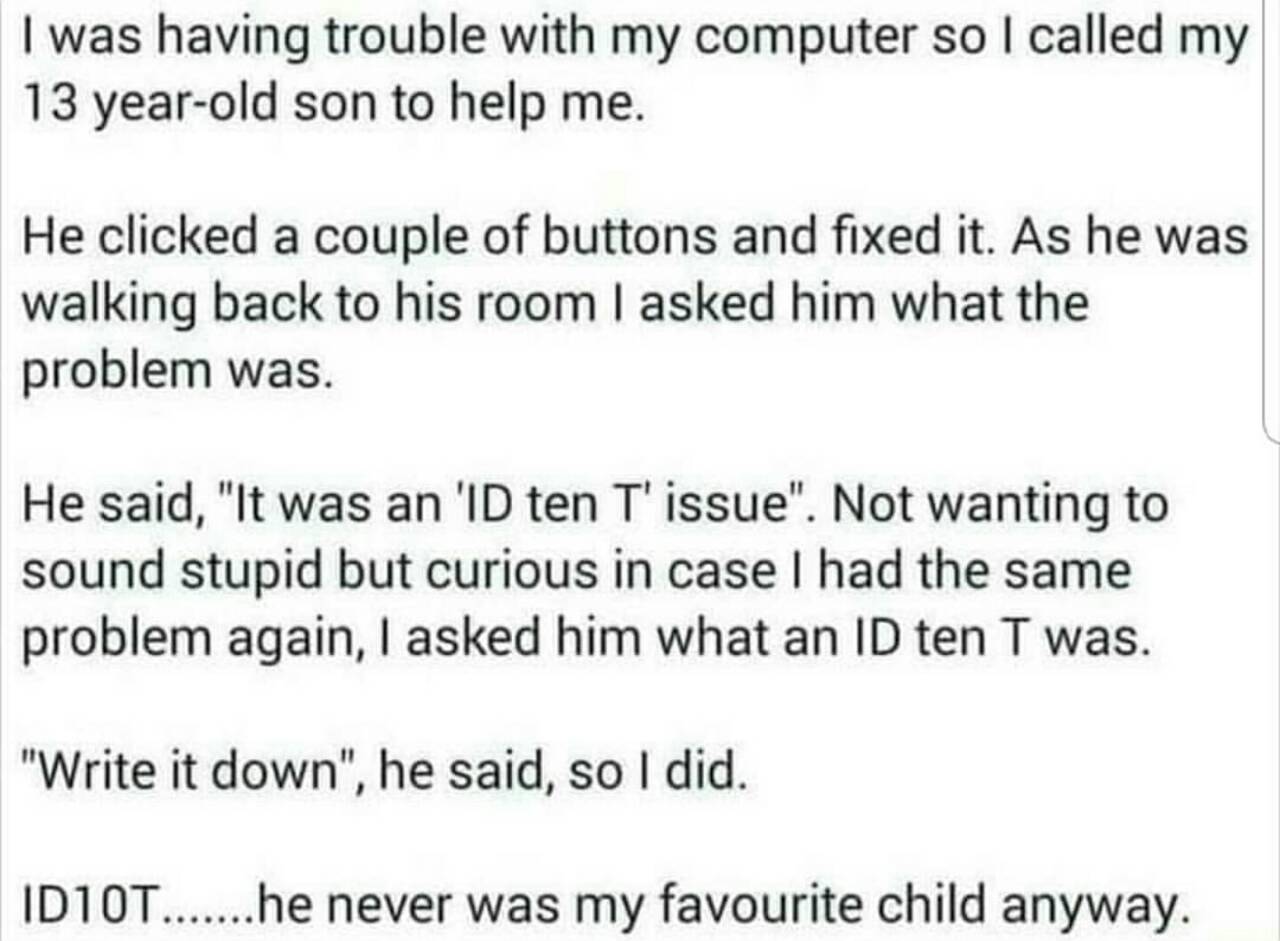 I was having trouble with my computer so I called my
13 year-old son to help me.
He clicked a couple of buttons and fixed it. As he was
walking back to his room I asked him what the
problem was.
He said, "It was an 'ID ten T' issue". Not wanting to
sound stupid but curious in case I had the same
problem again, I asked him what an ID ten T was.
"Write it down", he said, so I did.
ID10T.......he never was my favourite child anyway.